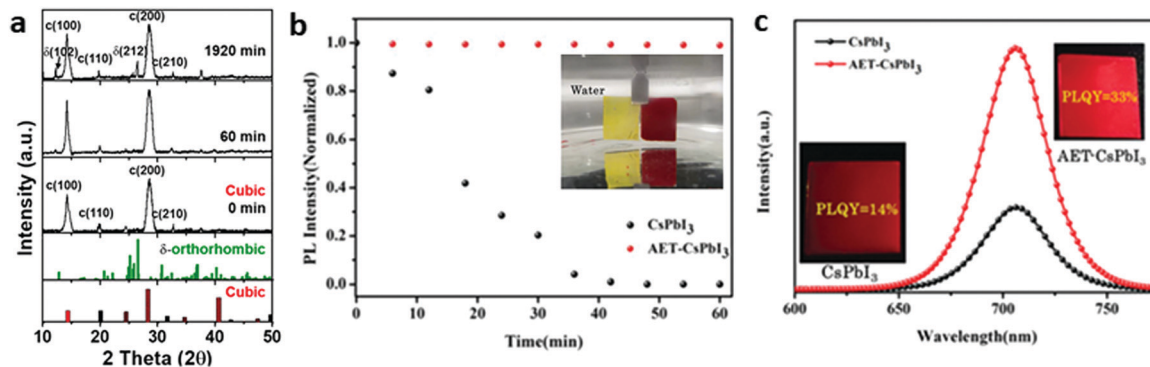 a
c(100)
c(200)
δ(102)
c(110)
δ(212)
c(210)
1920 min
60 min
c(100)
c(200)
Cubic
0 min
c(110)
c(210)
δ-orthorhombic
Cubic
Intensity (a.u.)
10 20 30 40 50
2 Theta (2θ)
b
1.0
0.8
0.6
0.4
0.2
0.0
PL Intensity(Normalized)
Water
CsPbI3
AET-CsPbI3
0 10 20 30 40 50 60
Time(min)
c
CsPbI3
AET-CsPbI3
PLQY=33%
AET-CsPbI3
PLQY=14%
CsPbI3
Intensity(a.u.)
600 650 700 750
Wavelength(nm)